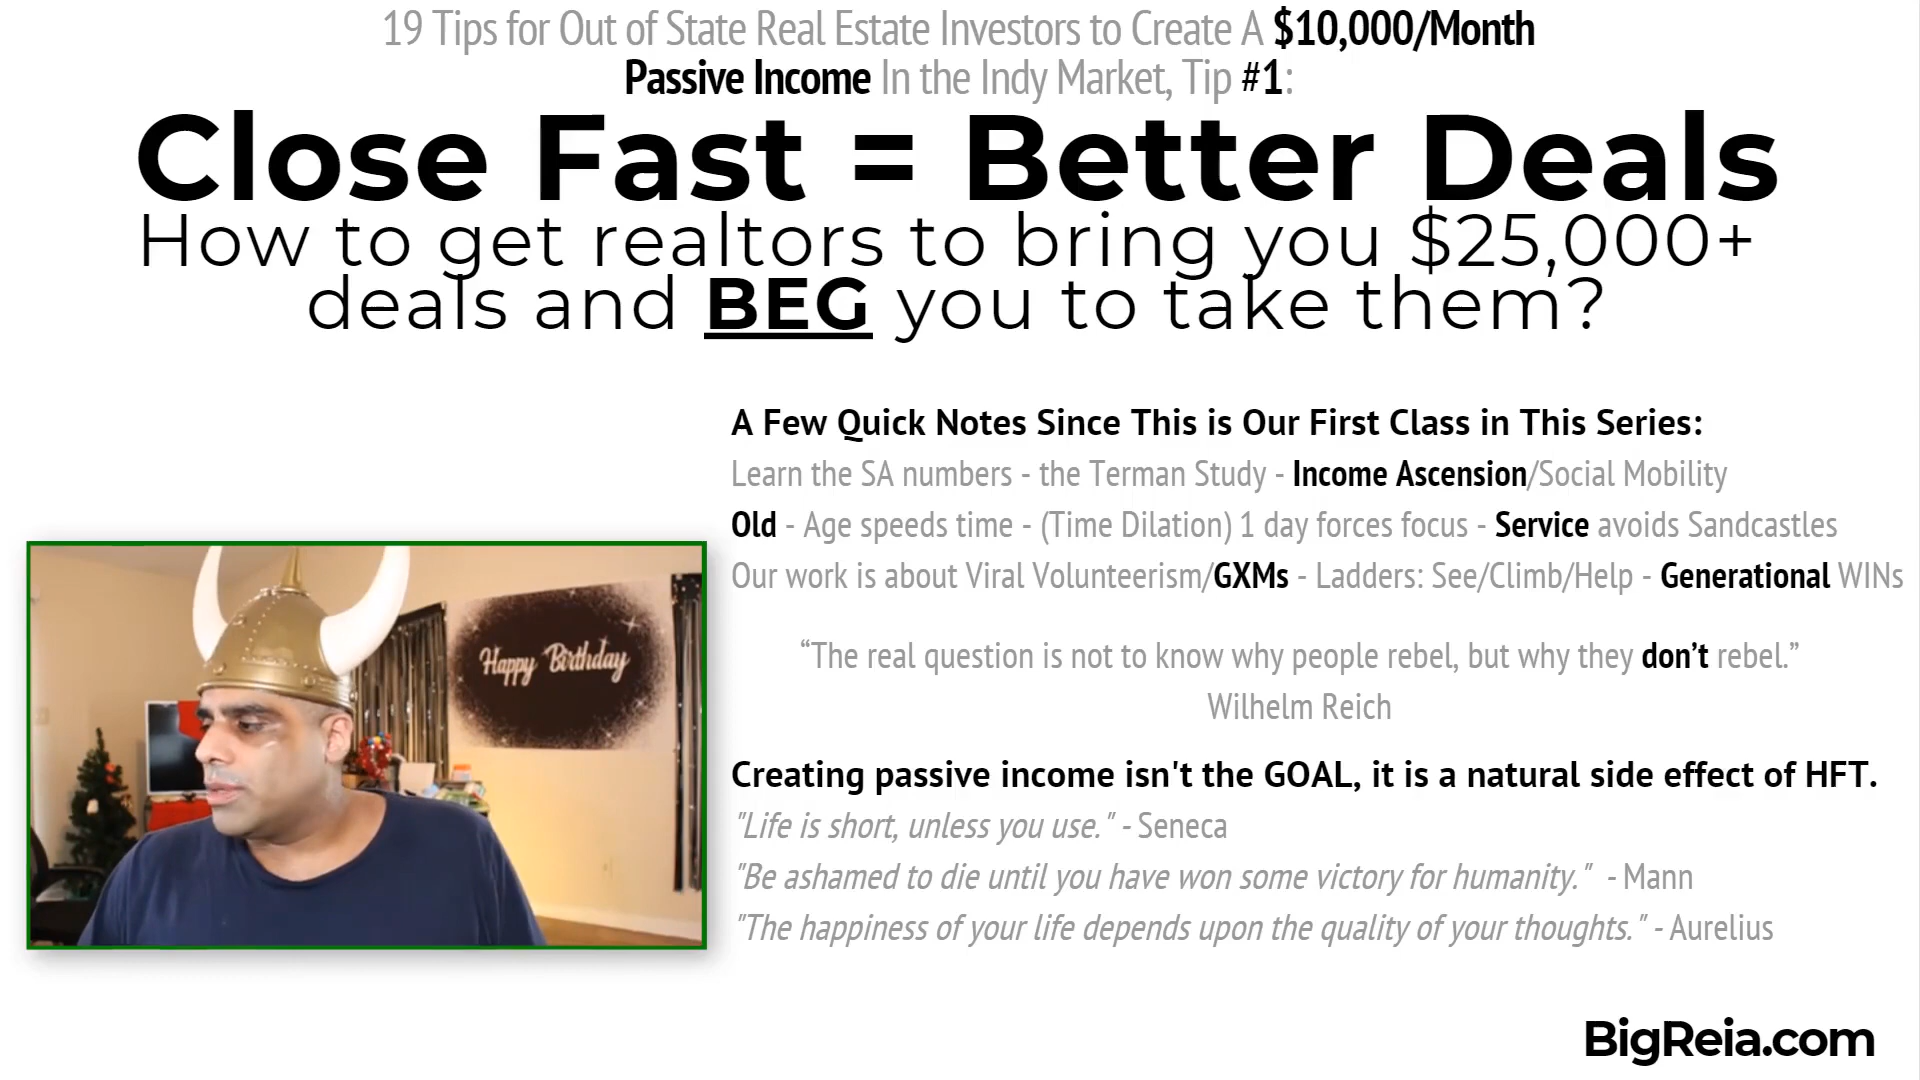 19 Tips for Out of State Real Estate Investors to Create A $10,000/Month
Passive Income In the Indy Market, Tip #1:
Close Fast = Better Deals
How to get realtors to bring you $25,000+
deals and BEG you to take them?
A Few Quick Notes Since This is Our First Class in This Series:
Learn the SA numbers - the Terman Study - Income Ascension/Social Mobility
Old - Age speeds time - (Time Dilation) 1 day forces focus - Service avoids Sandcastles
Our work is about Viral Volunteerism/GXMs - Ladders: See/Climb/Help - Generational WINs
Happy Birthday
“The real question is not to know why people rebel, but why they don’t rebel.”
Wilhelm Reich
Creating passive income isn't the GOAL, it is a natural side effect of HFT.
"Life is short, unless you use." - Seneca
"Be ashamed to die until you have won some victory for humanity." - Mann
"The happiness of your life depends upon the quality of your thoughts." - Aurelius
BigReia.com